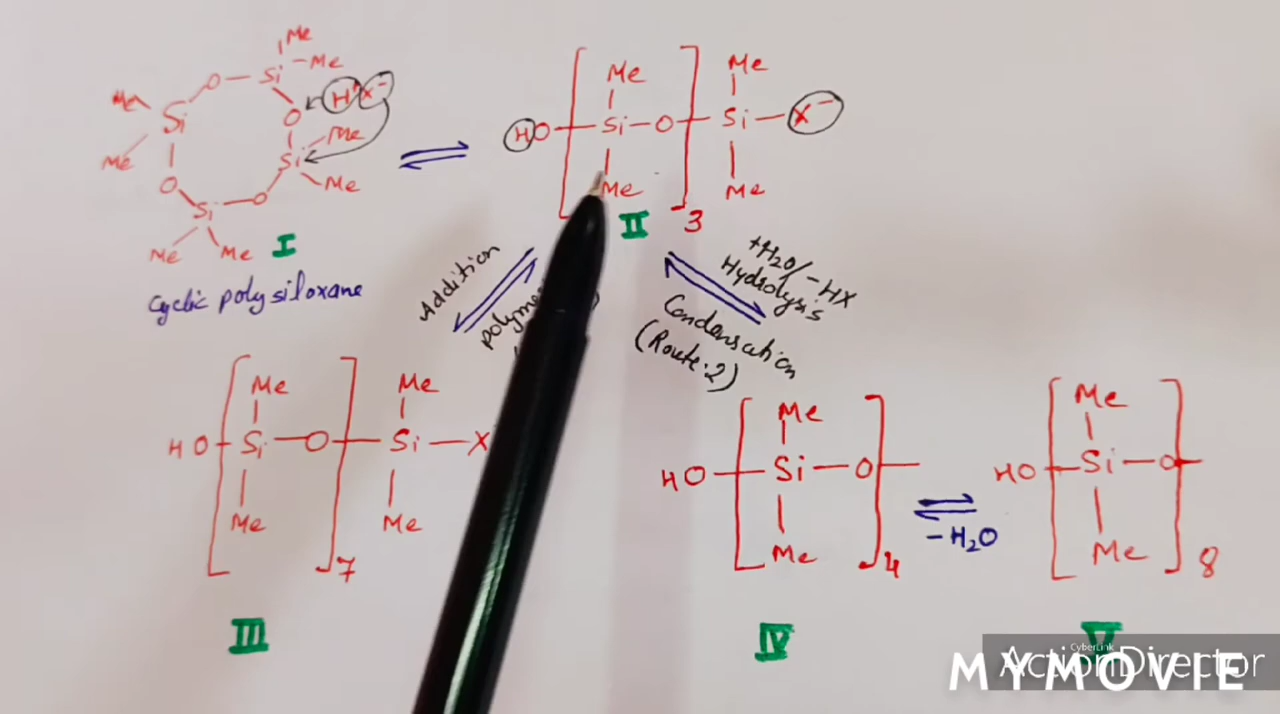 Me
Si -Me
O
H+ X-
Me
Si
O
Me
Si
Me
Me
O
O
Si
Me
Me
I
Cyclic polysiloxane
Me
Me
HO Si-O Si-X-
Me
Me
II
3
Addition
+H2O/-HX
Hydrolysis
Condensation
(Route:2)
Me
Me
HO Si-O Si-X
Me
Me
7
III
Me
HO Si-O
Me
4
IV
-H2O
Me
HO Si-O
Me
8
V
CyberLink
ActionDirector
MYMOVIE